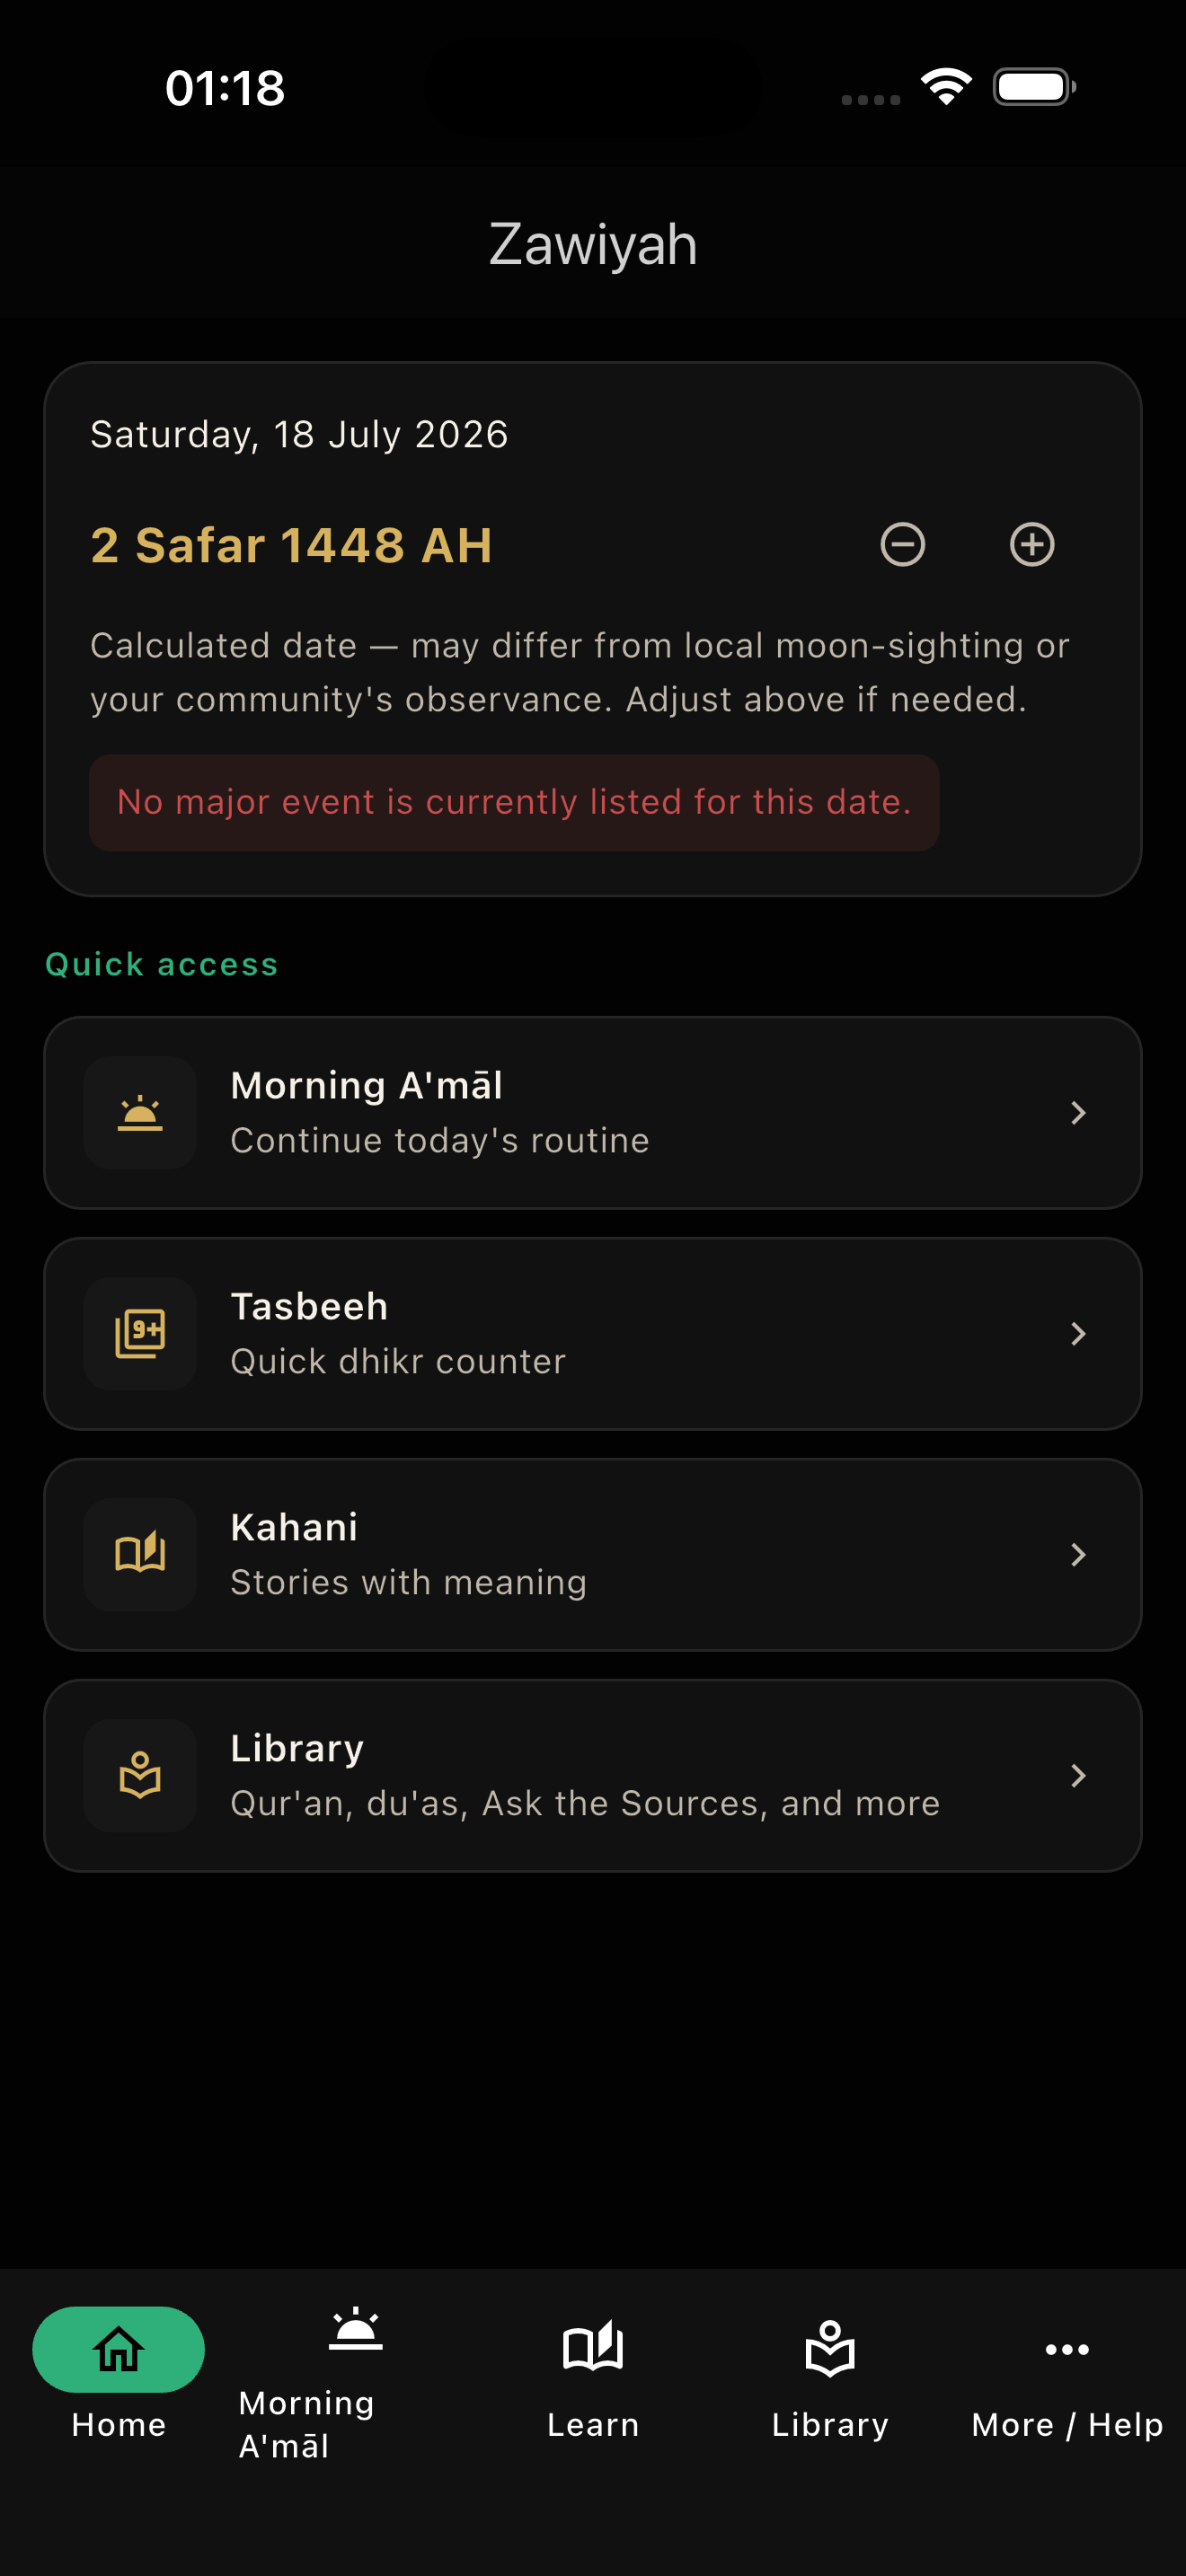 01:18
Zawiyah
Saturday, 18 July 2026
2 Safar 1448 AH
Calculated date — may differ from local moon-sighting or
your community's observance. Adjust above if needed.
No major event is currently listed for this date.
Quick access
Morning A'māl
Continue today's routine
9+
Tasbeeh
Quick dhikr counter
Kahani
Stories with meaning
Library
Qur'an, du'as, Ask the Sources, and more
Home
Morning
A'māl
Learn
Library
More / Help